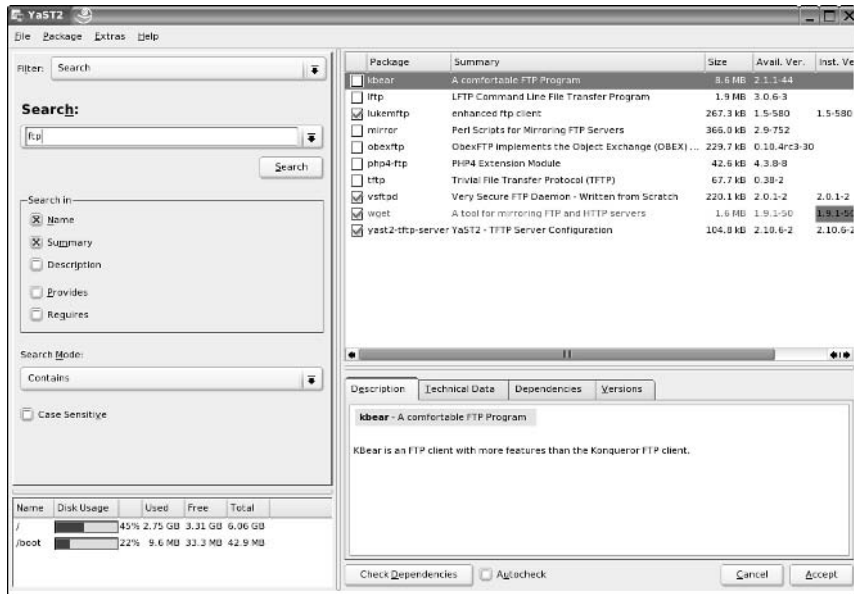 YaST2
File Package Extras Help
Filter: Search
Search:
ftp
Search
Search in
Name
Summary
Description
Provides
Requires
Search Mode:
Contains
Case Sensitive
Name Disk Usage Used Free Total
/ 45% 2.75 GB 3.31 GB 6.06 GB
/boot 22% 9.6 MB 33.3 MB 42.9 MB
Package Summary Size Avail. Ver. Inst. Ve
kbear A comfortable FTP Program 8.6 MB 2.1.1-44
lftp LFTP Command Line File Transfer Program 1.9 MB 3.0.6-3
lukemftp enhanced ftp client 267.3 kB 1.5-580 1.5-580
mirror Perl Scripts for Mirroring FTP Servers 366.0 kB 2.9-752
obexftp ObexFTP implements the Object Exchange (OBEX) ... 229.7 kB 0.10.4rc3-30
php4-ftp PHP4 Extension Module 42.6 kB 4.3.8-8
tftp Trivial File Transfer Protocol (TFTP) 67.7 kB 0.38-2
vsftpd Very Secure FTP Daemon - Written from Scratch 220.1 kB 2.0.1-2 2.0.1-2
wget A tool for mirroring FTP and HTTP servers 1.6 MB 1.9.1-50 1.9.1-50
yast2-tftp-server YaST2 - TFTP Server Configuration 104.8 kB 2.10.6-2 2.10.6-2
Description Technical Data Dependencies Versions
kbear - A comfortable FTP Program
KBear is an FTP client with more features than the Konqueror FTP client.
Check Dependencies Autocheck Cancel Accept